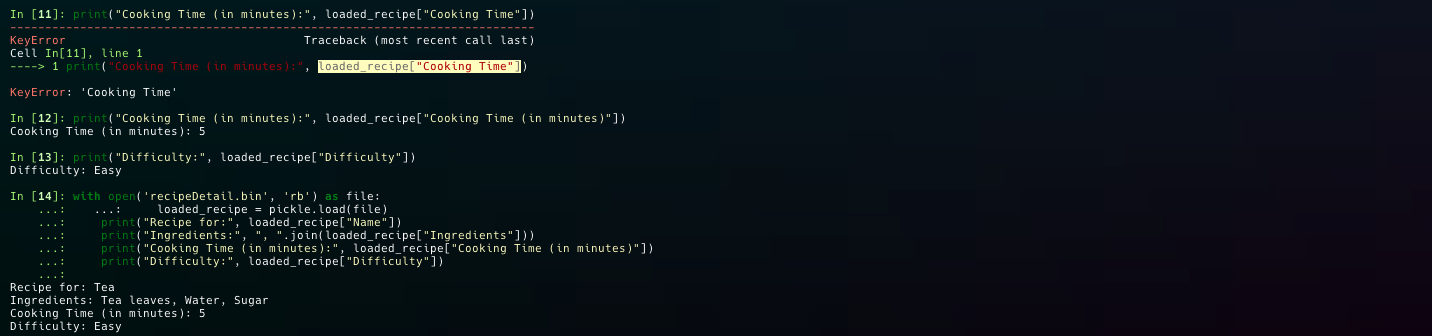 In [11]: print("Cooking Time (in minutes):", loaded_recipe["Cooking Time"])
---------------------------------------------------------------------------
KeyError                                  Traceback (most recent call last)
Cell In[11], line 1
----> 1 print("Cooking Time (in minutes):", loaded_recipe["Cooking Time"])

KeyError: 'Cooking Time'

In [12]: print("Cooking Time (in minutes):", loaded_recipe["Cooking Time (in minutes)"])
Cooking Time (in minutes): 5

In [13]: print("Difficulty:", loaded_recipe["Difficulty"])
Difficulty: Easy

In [14]: with open('recipeDetail.bin', 'rb') as file:
    ...:    ...:     loaded_recipe = pickle.load(file)
    ...:     print("Recipe for:", loaded_recipe["Name"])
    ...:     print("Ingredients:", ", ".join(loaded_recipe["Ingredients"]))
    ...:     print("Cooking Time (in minutes):", loaded_recipe["Cooking Time (in minutes)"])
    ...:     print("Difficulty:", loaded_recipe["Difficulty"])
    ...:
Recipe for: Tea
Ingredients: Tea leaves, Water, Sugar
Cooking Time (in minutes): 5
Difficulty: Easy